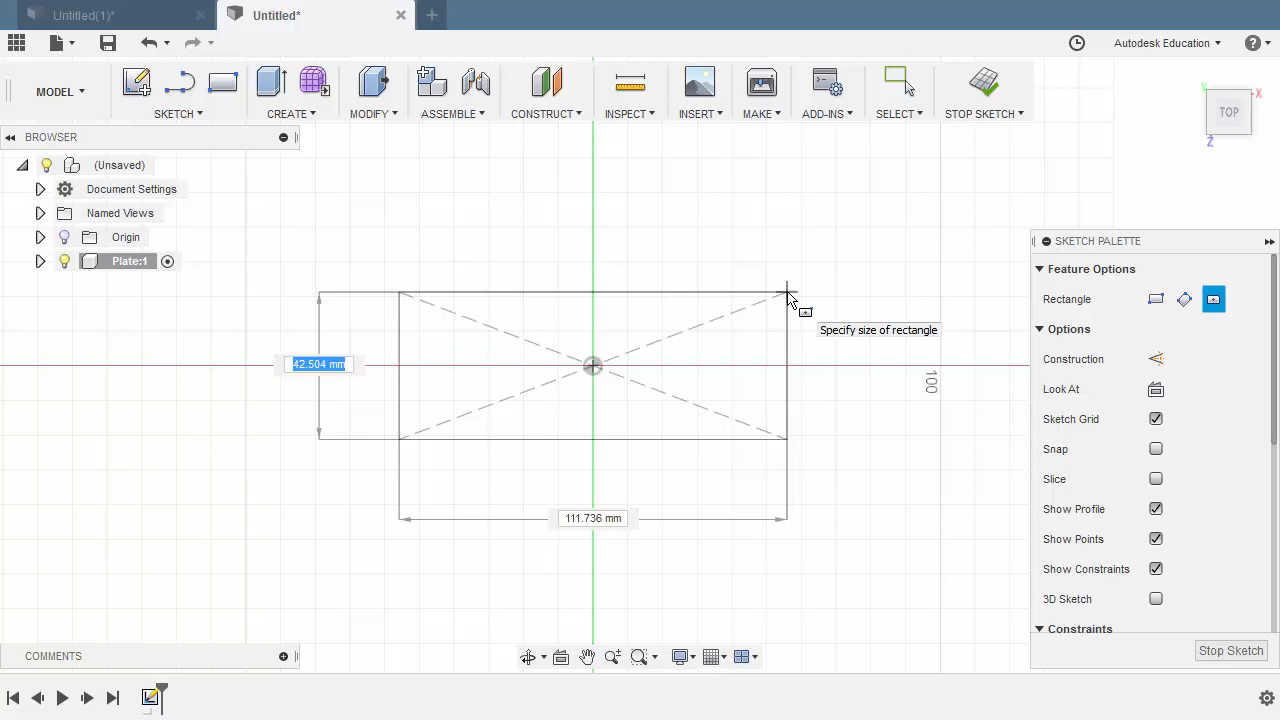 Untitled(1)*
Untitled*
Autodesk Education
MODEL
SKETCH
CREATE
MODIFY
ASSEMBLE
CONSTRUCT
INSPECT
INSERT
MAKE
ADD-INS
SELECT
STOP SKETCH
TOP
X
Y
Z
BROWSER
(Unsaved)
Document Settings
Named Views
Origin
Plate:1
42.504 mm
111.736 mm
Specify size of rectangle
100
SKETCH PALETTE
Feature Options
Rectangle
Options
Construction
Look At
Sketch Grid
Snap
Slice
Show Profile
Show Points
Show Constraints
3D Sketch
Constraints
Stop Sketch
COMMENTS